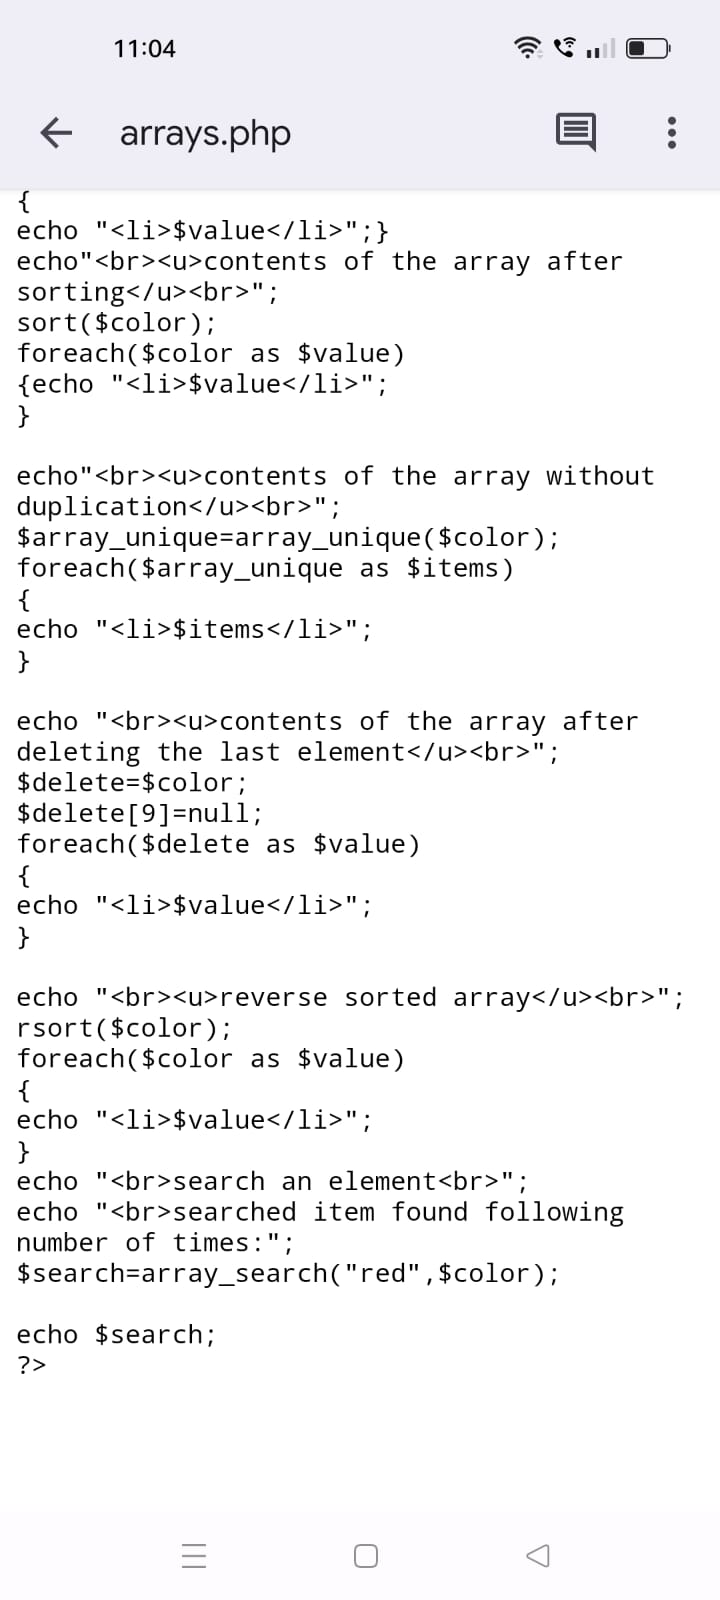 11:04
arrays.php
{
echo "<li>$value</li>";}
echo"<br><u>contents of the array after
sorting</u><br>";
sort($color);
foreach($color as $value)
{echo "<li>$value</li>";
}
echo"<br><u>contents of the array without
duplication</u><br>";
$array_unique=array_unique($color);
foreach($array_unique as $items)
{
echo "<li>$items</li>";
}
echo "<br><u>contents of the array after
deleting the last element</u><br>";
$delete=$color;
$delete[9]=null;
foreach($delete as $value)
{
echo "<li>$value</li>";
}
echo "<br><u>reverse sorted array</u><br>";
rsort($color);
foreach($color as $value)
{
echo "<li>$value</li>";
}
echo "<br>search an element<br>";
echo "<br>searched item found following
number of times:";
$search=array_search("red",$color);
echo $search;
?>